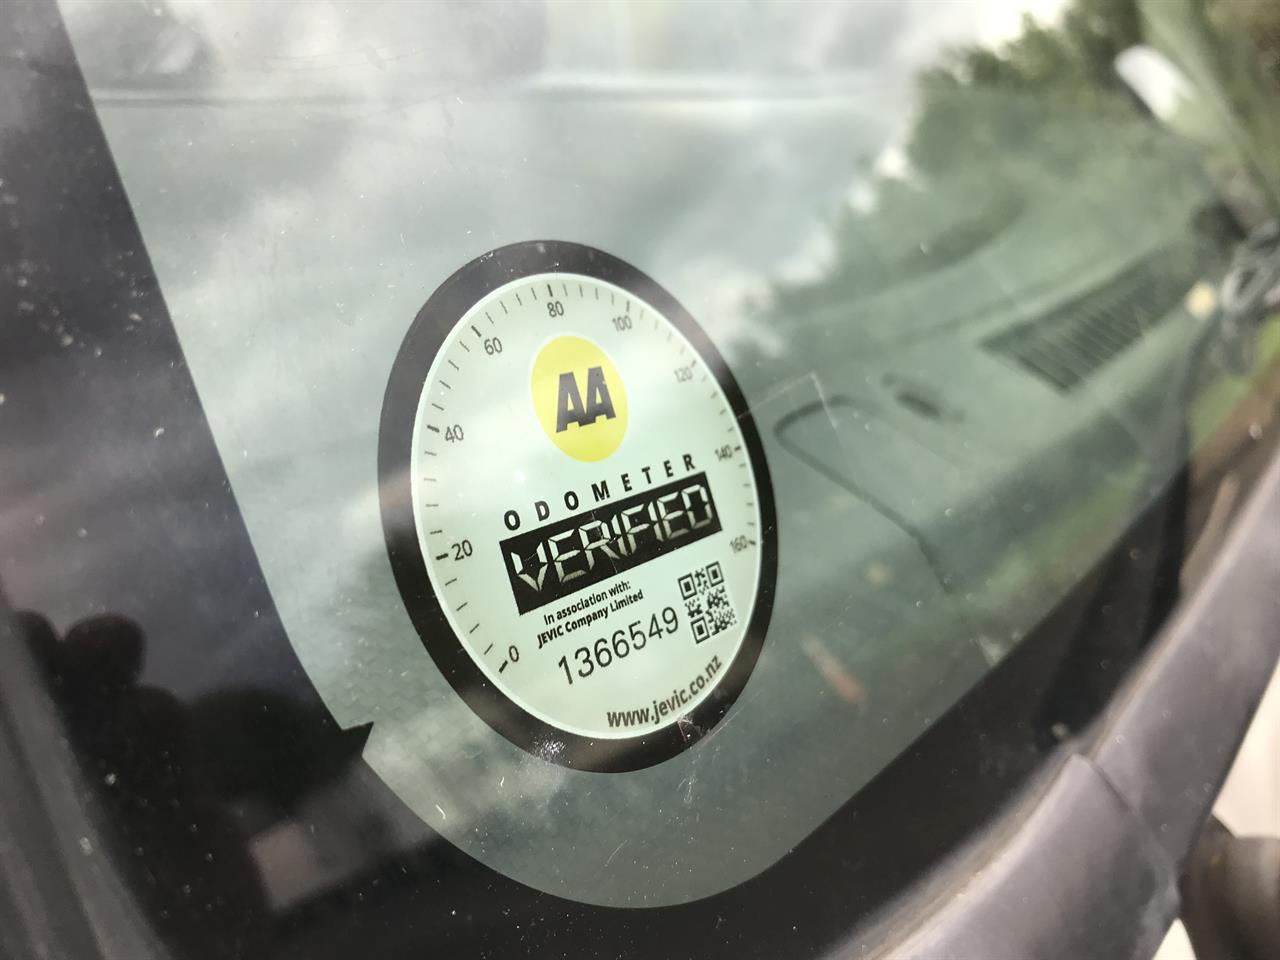 0
20
40
60
80
100
120
140
160
AA
ODOMETER
VERIFIED
In association with:
JEVIC Company Limited
1366549
www.jevic.co.nz